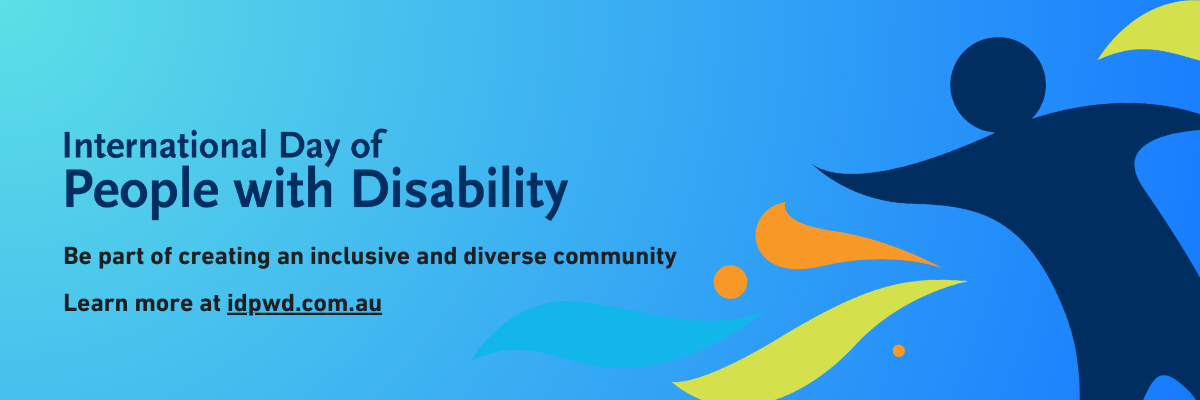 International Day of
People with Disability
Be part of creating an inclusive and diverse community
Learn more at idpwd.com.au